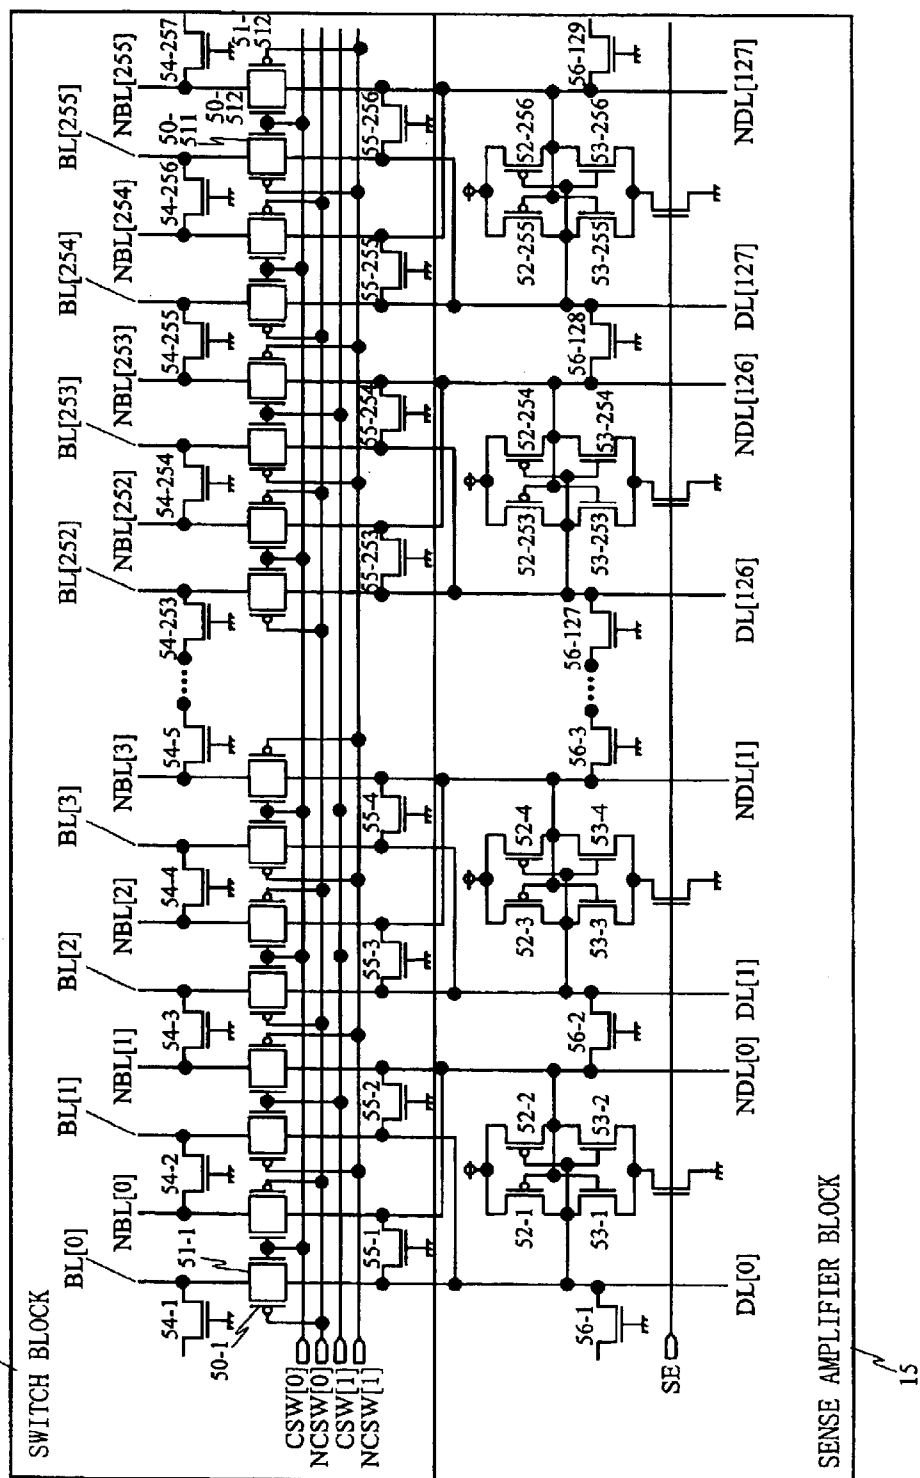 SWITCH BLOCK
BL[0]
NBL[0]
BL[1]
NBL[1]
BL[2]
NBL[2]
BL[3]
NBL[3]
BL[252]
NBL[252]
BL[253]
NBL[253]
BL[254]
NBL[254]
BL[255]
NBL[255]
54-1
54-2
54-3
54-4
54-5
54-253
54-254
54-255
54-256
54-257
50-1
51-1
50-511
50-512
51-512
CSW[0]
NCSW[0]
CSW[1]
NCSW[1]
55-1
55-2
55-3
55-4
55-253
55-254
55-255
55-256
52-1
52-2
52-3
52-4
52-253
52-254
52-255
52-256
53-1
53-2
53-3
53-4
53-253
53-254
53-255
53-256
56-1
56-2
56-3
56-127
56-128
56-129
SE
DL[0]
NDL[0]
DL[1]
NDL[1]
DL[126]
NDL[126]
DL[127]
NDL[127]
SENSE AMPLIFIER BLOCK
15